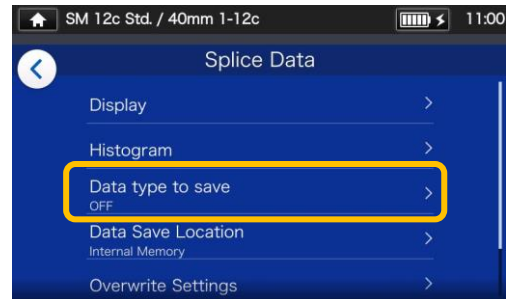 SM 12c Std. / 40mm 1-12c 11:00
Splice Data
Display
Histogram
Data type to save
OFF
Data Save Location
Internal Memory
Overwrite Settings